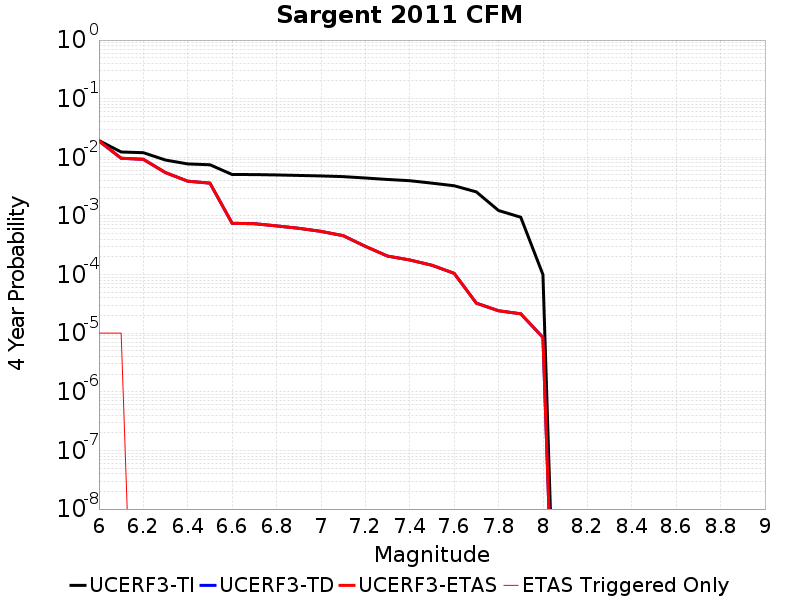 Sargent 2011 CFM
10^0
10^-1
10^-2
10^-3
10^-4
10^-5
10^-6
10^-7
10^-8
4 Year Probability
6 6.2 6.4 6.6 6.8 7 7.2 7.4 7.6 7.8 8 8.2 8.4 8.6 8.8 9
Magnitude
UCERF3-TI UCERF3-TD UCERF3-ETAS ETAS Triggered Only